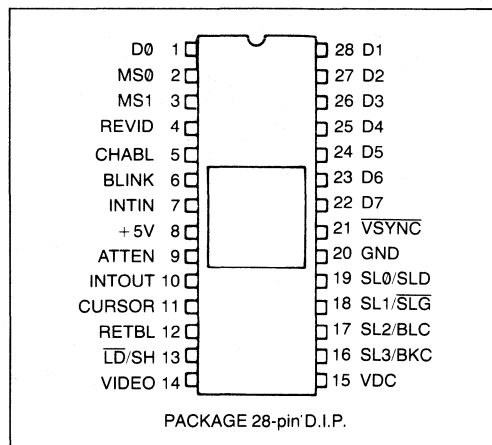 D0 1 28 D1
MS0 2 27 D2
MS1 3 26 D3
REVID 4 25 D4
CHABL 5 24 D5
BLINK 6 23 D6
INTIN 7 22 D7
+5V 8 21 V̅S̅Y̅N̅C̅
ATTEN 9 20 GND
INTOUT 10 19 SL0/SLD
CURSOR 11 18 SL1/S̅L̅G̅
RETBL 12 17 SL2/BLC
L̅D̅/SH 13 16 SL3/BKC
VIDEO 14 15 VDC
PACKAGE 28-pin D.I.P.